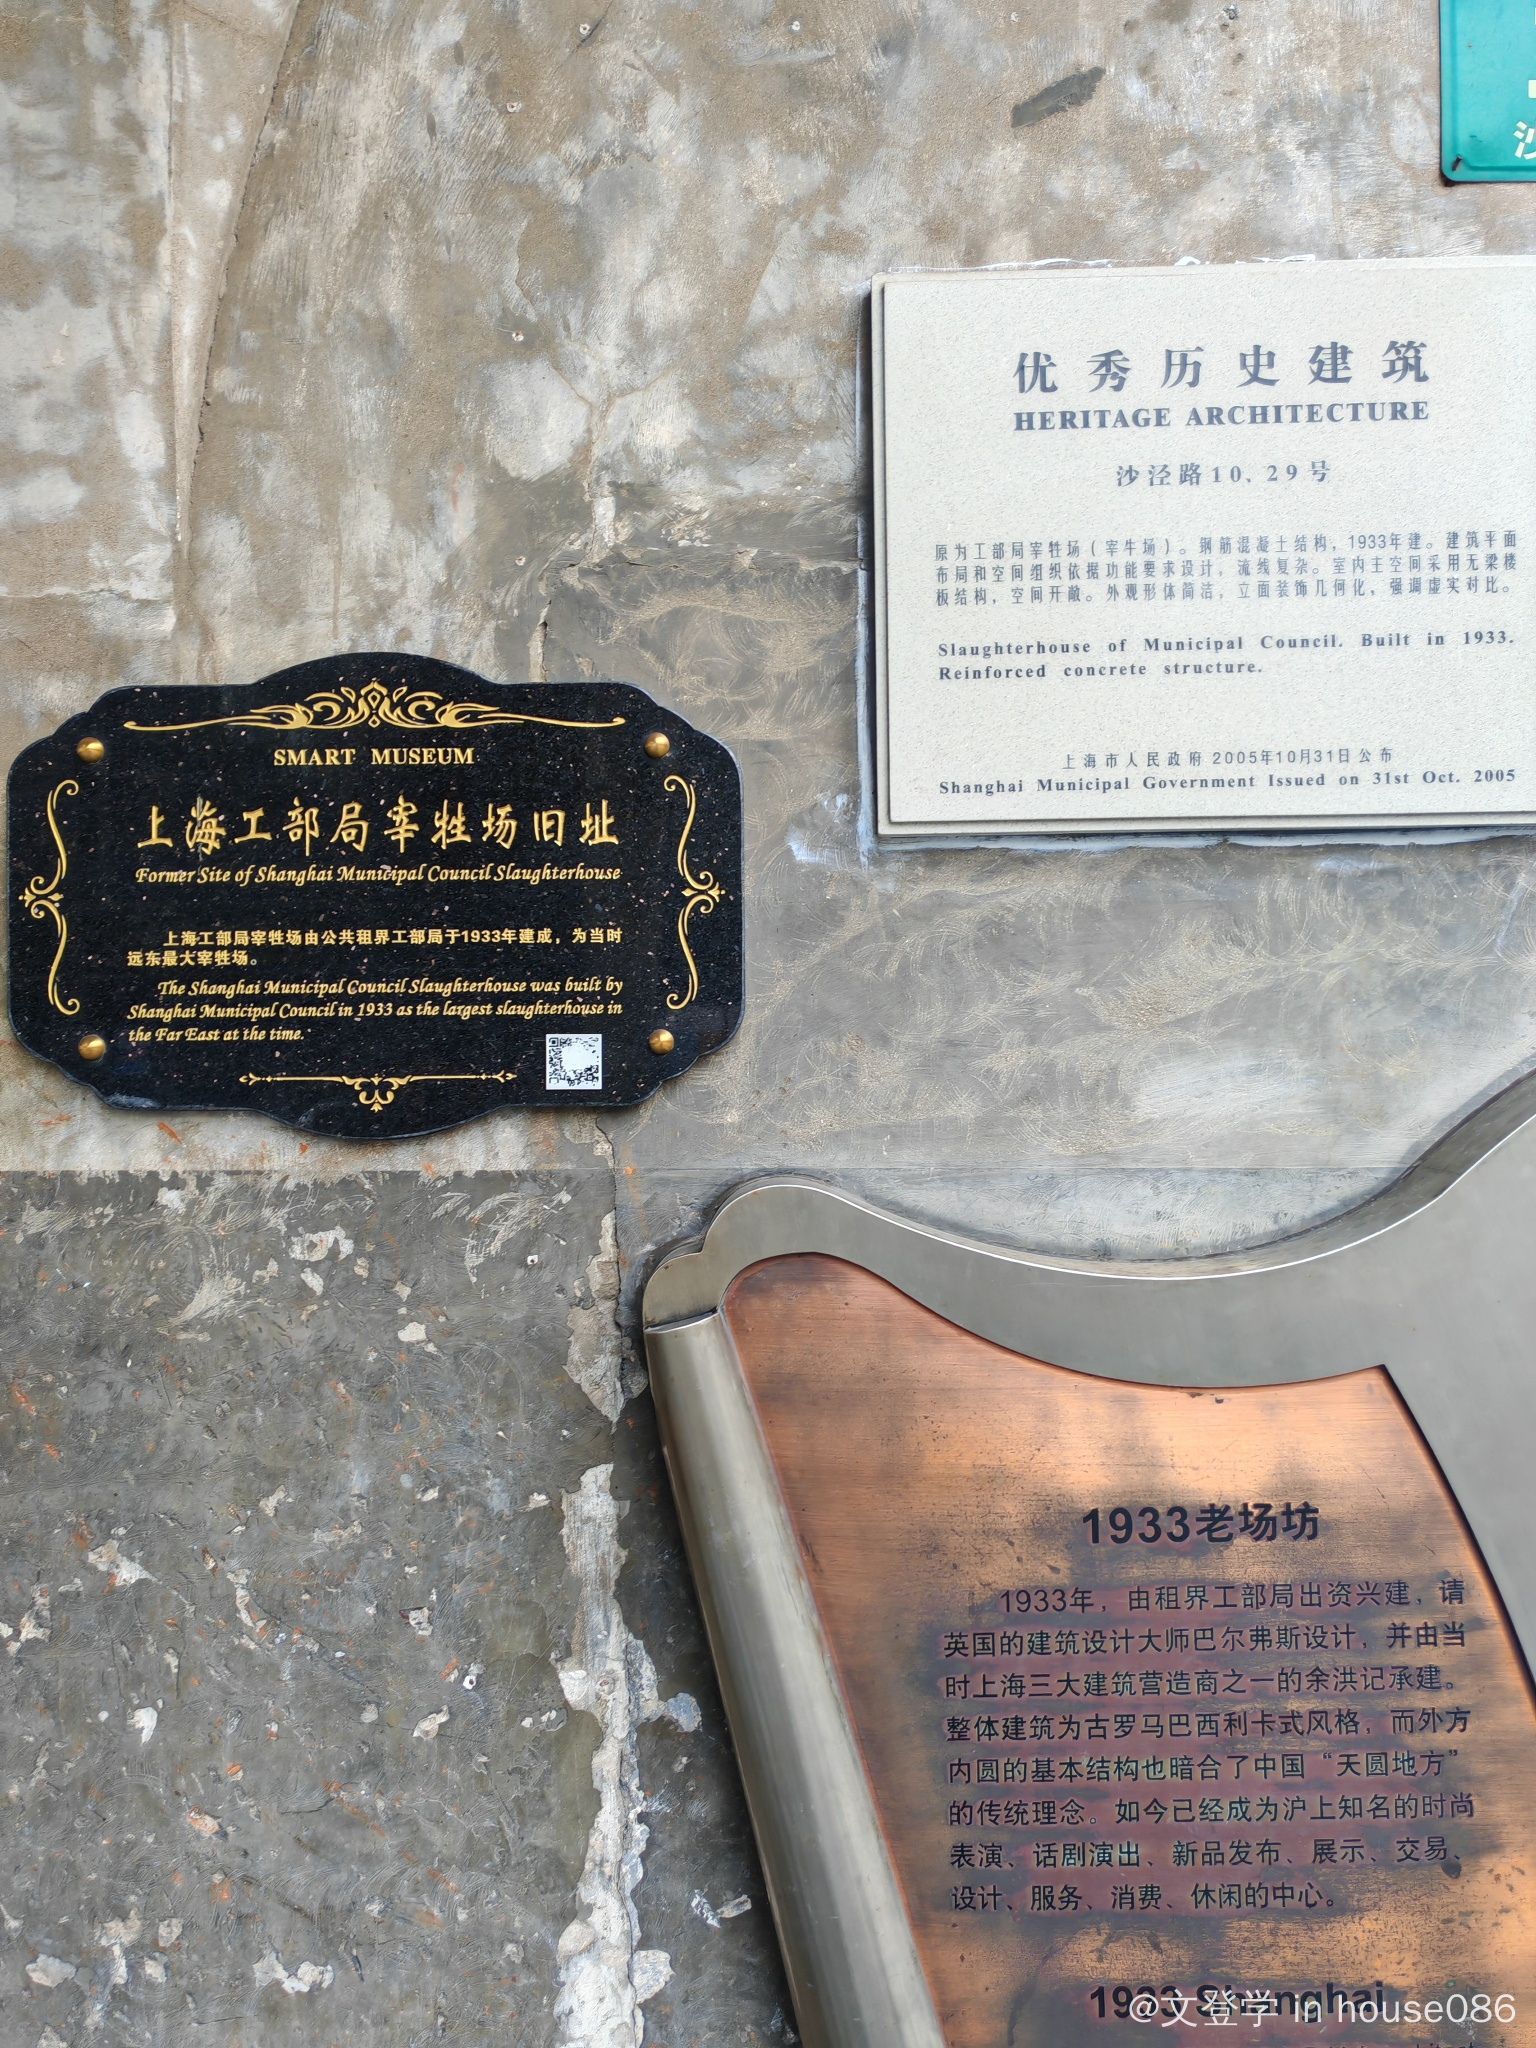 沙
优秀历史建筑
HERITAGE ARCHITECTURE
沙泾路10、29号
原为工部局宰牲场（宰牛场）。钢筋混凝土结构，1933年建。建筑平面
布局和空间组织依据功能要求设计，流线复杂。室内主空间采用无梁楼
板结构，空间开敞。外观形体简洁，立面装饰几何化，强调虚实对比。
Slaughterhouse of Municipal Council. Built in 1933.
Reinforced concrete structure.
上海市人民政府 2005年10月31日公布
Shanghai Municipal Government Issued on 31st Oct. 2005
SMART MUSEUM
上海工部局宰牲场旧址
Former Site of Shanghai Municipal Council Slaughterhouse
上海工部局宰牲场由公共租界工部局于1933年建成，为当时
远东最大宰牲场。
The Shanghai Municipal Council Slaughterhouse was built by
Shanghai Municipal Council in 1933 as the largest slaughterhouse in
the Far East at the time.
1933老场坊
1933年，由租界工部局出资兴建，请
英国的建筑设计大师巴尔弗斯设计，并由当
时上海三大建筑营造商之一的余洪记承建。
整体建筑为古罗马巴西利卡式风格，而外方
内圆的基本结构也暗合了中国“天圆地方”
的传统理念。如今已经成为沪上知名的时尚
表演、话剧演出、新品发布、展示、交易、
设计、服务、消费、休闲的中心。
1933 Shanghai
@文登学 in house086